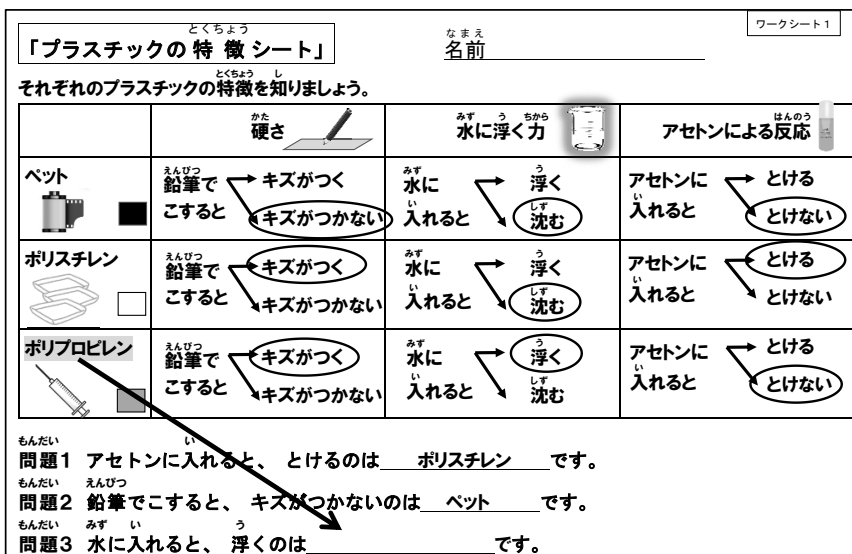 ワークシート1
「プラスチックの特徴シート」 名前
それぞれのプラスチックの特徴を知りましょう。
硬さ 水に浮く力 アセトンによる反応
ペット
鉛筆でこすると キズがつく キズがつかない
水に入れると 浮く 沈む
アセトンに入れると とける とけない
ポリスチレン
鉛筆でこすると キズがつく キズがつかない
水に入れると 浮く 沈む
アセトンに入れると とける とけない
ポリプロピレン
鉛筆でこすると キズがつく キズがつかない
水に入れると 浮く 沈む
アセトンに入れると とける とけない
問題1 アセトンに入れると、とけるのは ポリスチレン です。
問題2 鉛筆でこすると、キズがつかないのは ペット です。
問題3 水に入れると、浮くのは です。